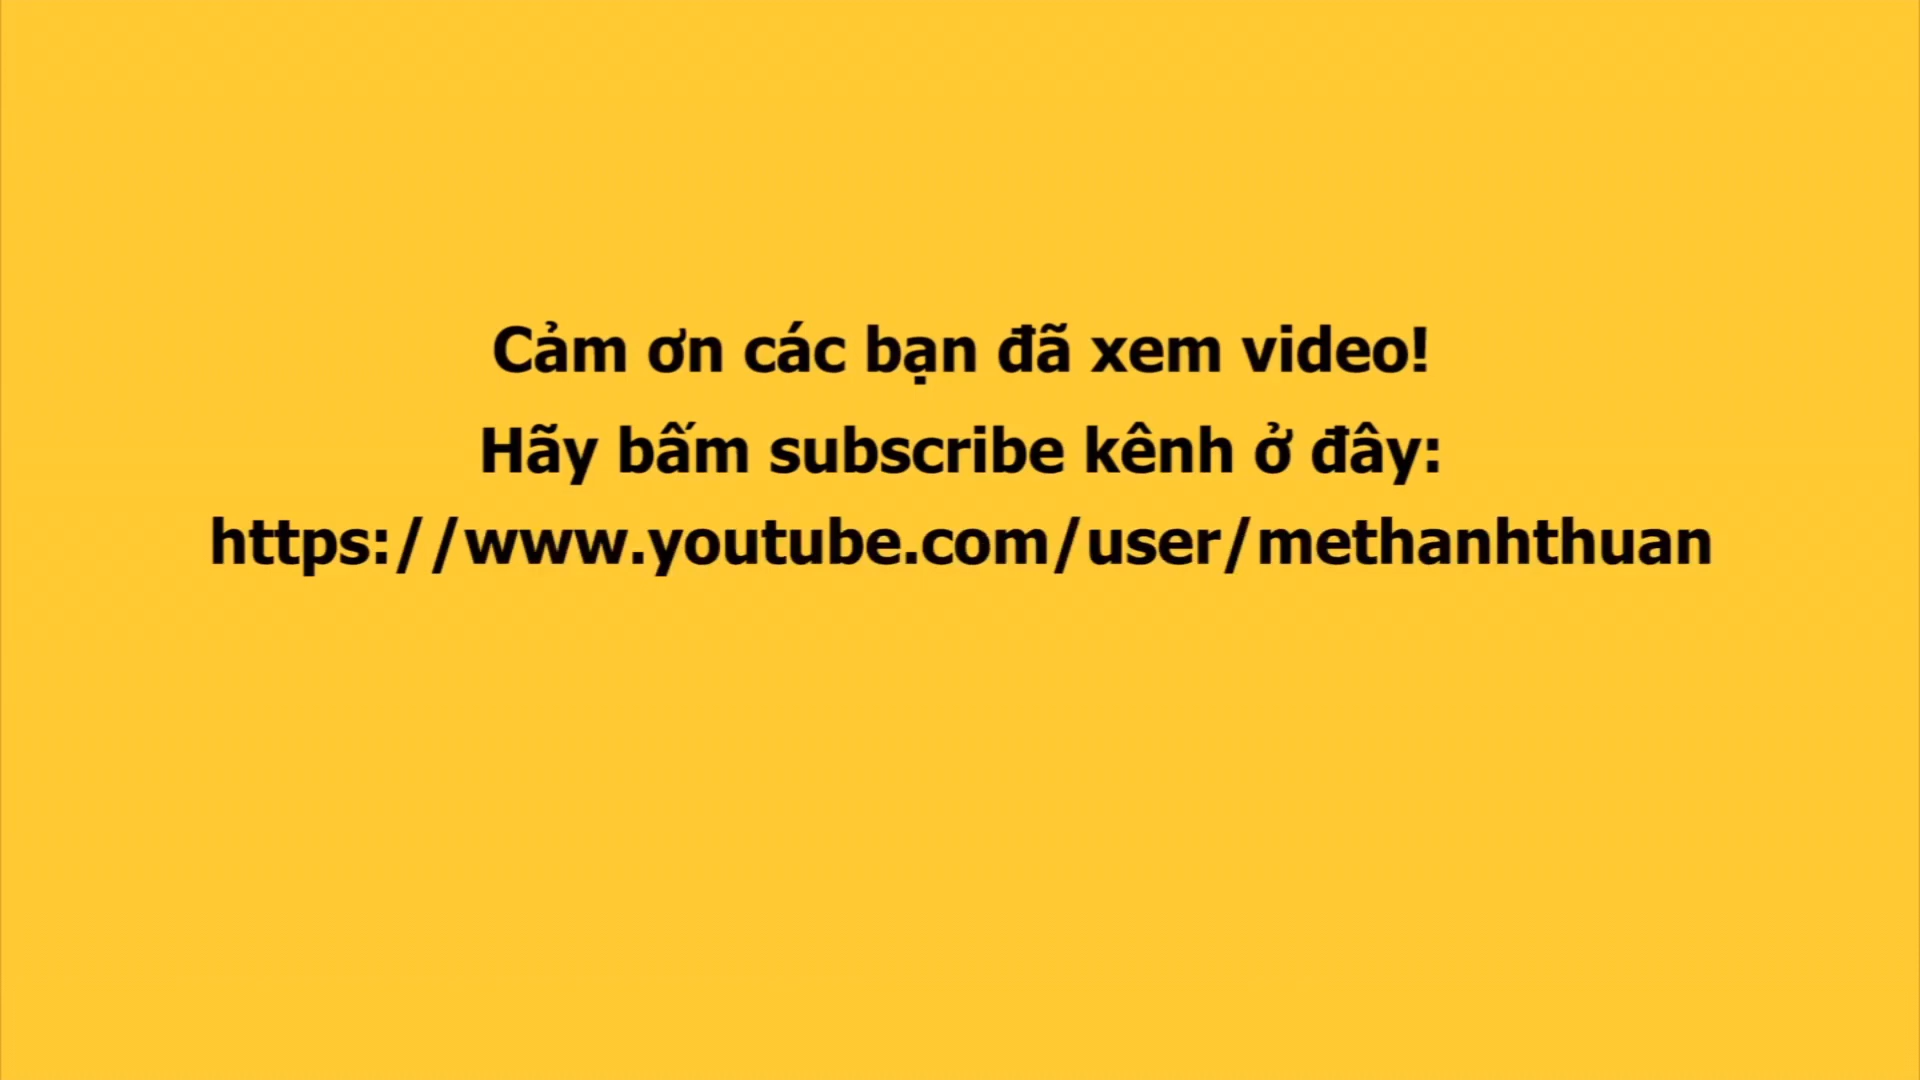 Cảm ơn các bạn đã xem video!
Hãy bấm subscribe kênh ở đây:
https://www.youtube.com/user/methanhthuan